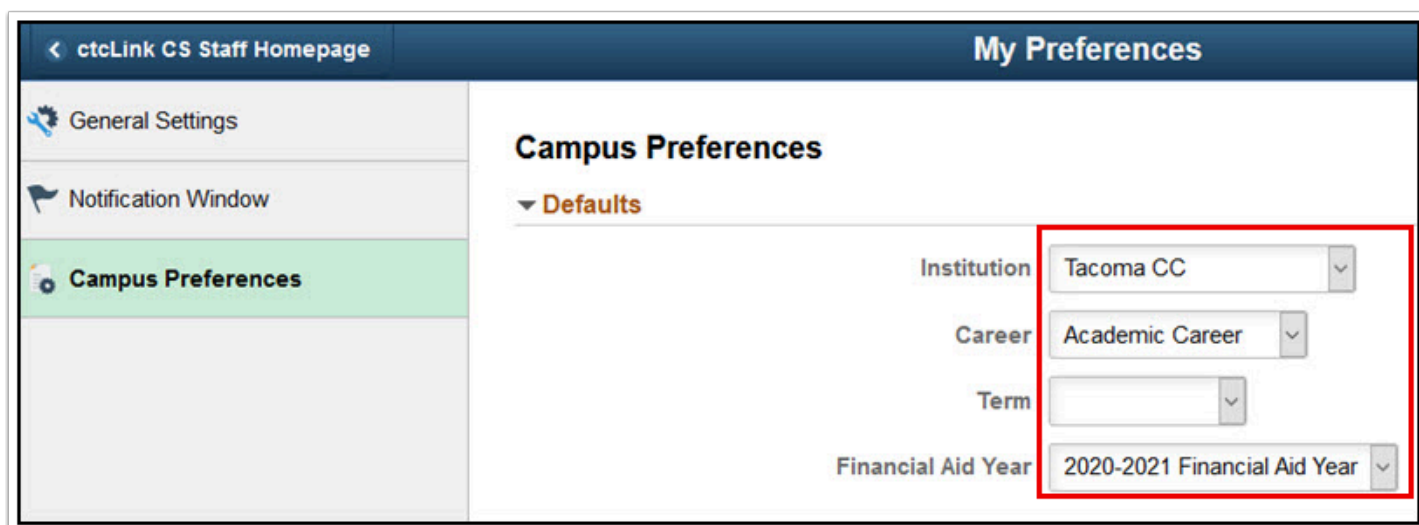 ctcLink CS Staff Homepage
My Preferences
General Settings
Notification Window
Campus Preferences
Campus Preferences
Defaults
Institution Tacoma CC
Career Academic Career
Term
Financial Aid Year 2020-2021 Financial Aid Year